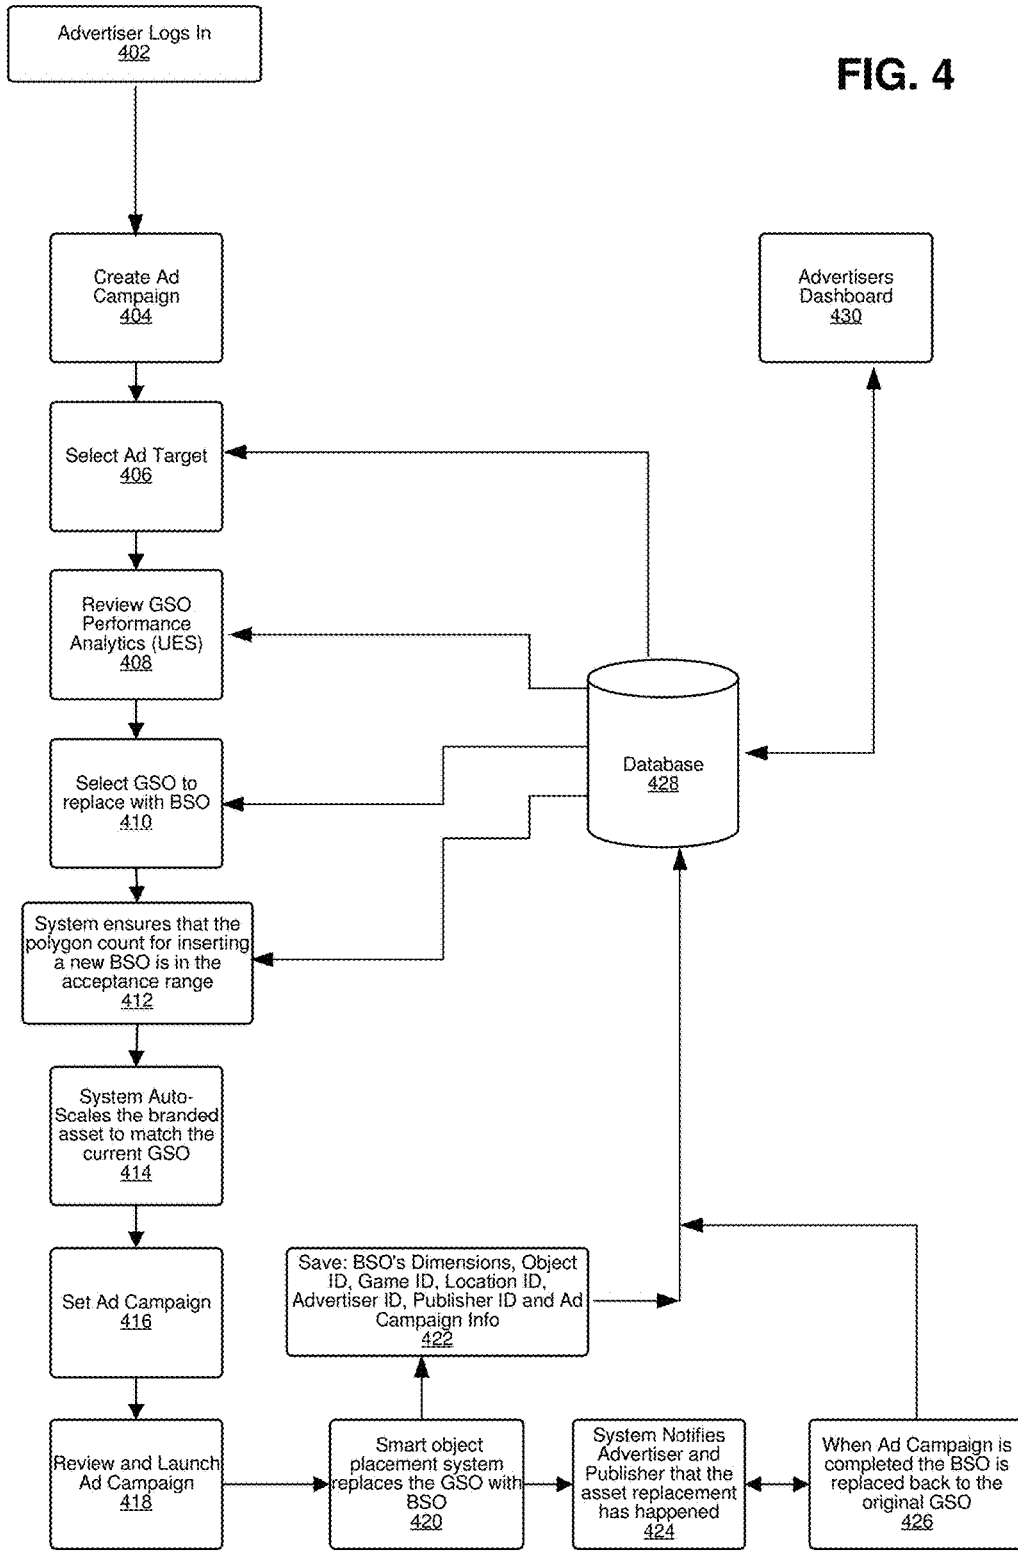 Advertiser Logs In
402
FIG. 4
Create Ad
Campaign
404
Advertisers
Dashboard
430
Select Ad Target
406
Review GSO
Performance
Analytics (UES)
408
Select GSO to
replace with BSO
410
Database
428
System ensures that the
polygon count for inserting
a new BSO is in the
acceptance range
412
System Auto-
Scales the branded
asset to match the
current GSO
414
Set Ad Campaign
416
Save: BSO's Dimensions, Object
ID, Game ID, Location ID,
Advertiser ID, Publisher ID and Ad
Campaign Info
422
Review and Launch
Ad Campaign
418
Smart object
placement system
replaces the GSO with
BSO
420
System Notifies
Advertiser and
Publisher that the
asset replacement
has happened
424
When Ad Campaign is
completed the BSO is
replaced back to the
original GSO
426